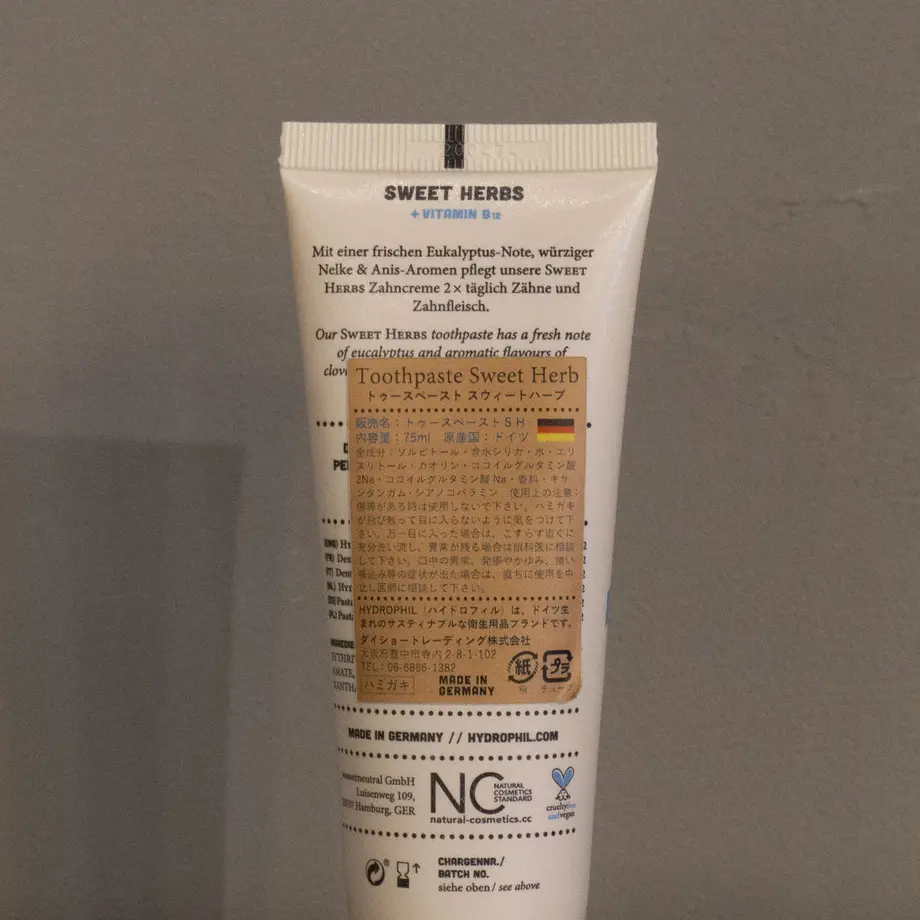 SWEET HERBS
+ VITAMIN B12
Mit einer frischen Eukalyptus-Note, würziger
Nelke & Anis-Aromen pflegt unsere SWEET
HERBS Zahncreme 2× täglich Zähne und
Zahnfleisch.
Our SWEET HERBS toothpaste has a fresh note
of eucalyptus and aromatic flavours of
Toothpaste Sweet Herb
トゥースペースト スウィートハーブ
販売名:トゥースペーストSH
内容量:75ml 原産国:ドイツ
全成分:ソルビトール・含水シリカ・水・エリ
スリトール・カオリン・ココイルグルタミン酸
2Na・ココイルグルタミン酸Na・香料・キサ
ンタンガム・シアノコバラミン 使用上の注意:
傷等がある時は使用しないで下さい。ハミガキ
が飛び散って目に入らないように気をつけて下
さい。万一目に入った場合は、こすらず直ぐに
充分洗い流し、異常が残る場合は眼科医に相談
して下さい。口中の異常、発疹やかゆみ、強い
咳込み等の症状が出た場合は、直ちに使用を中
止し医師に相談して下さい。
HYDROPHIL(ハイドロフィル)は、ドイツ生
まれのサスティナブルな衛生用品ブランドです。
ダイショートレーディング株式会社
大阪府豊中市寺内2-8-1-102
TEL:06-6866-1382
ハミガキ
MADE IN
GERMANY
紙
プラ
チューブ
MADE IN GERMANY // HYDROPHIL.COM
wasserneutral GmbH
Luisenweg 109,
Hamburg, GER
NC NATURAL
COSMETICS
STANDARD
natural-cosmetics.cc
crueltyfree
andvegan
CHARGENNR./
BATCH NO.
siehe oben / see above